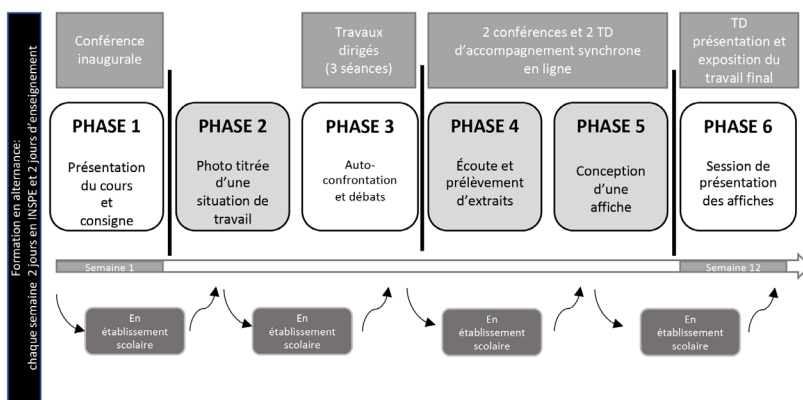 Formation en alternance:
chaque semaine 2 jours en INSPE et 2 jours d'enseignement
Conférence
inaugurale
Travaux
dirigés
(3 séances)
2 conférences et 2 TD
d'accompagnement synchrone
en ligne
TD
présentation et
exposition du
travail final
PHASE 1
Présentation
du cours
et
consigne
PHASE 2
Photo titrée
d'une
situation de
travail
PHASE 3
Auto-
confrontation
et débats
PHASE 4
Écoute et
prélèvement
d'extraits
PHASE 5
Conception
d'une
affiche
PHASE 6
Session de
présentation
des affiches
Semaine 1
Semaine 12
En
établissement
scolaire
En
établissement
scolaire
En
établissement
scolaire
En
établissement
scolaire